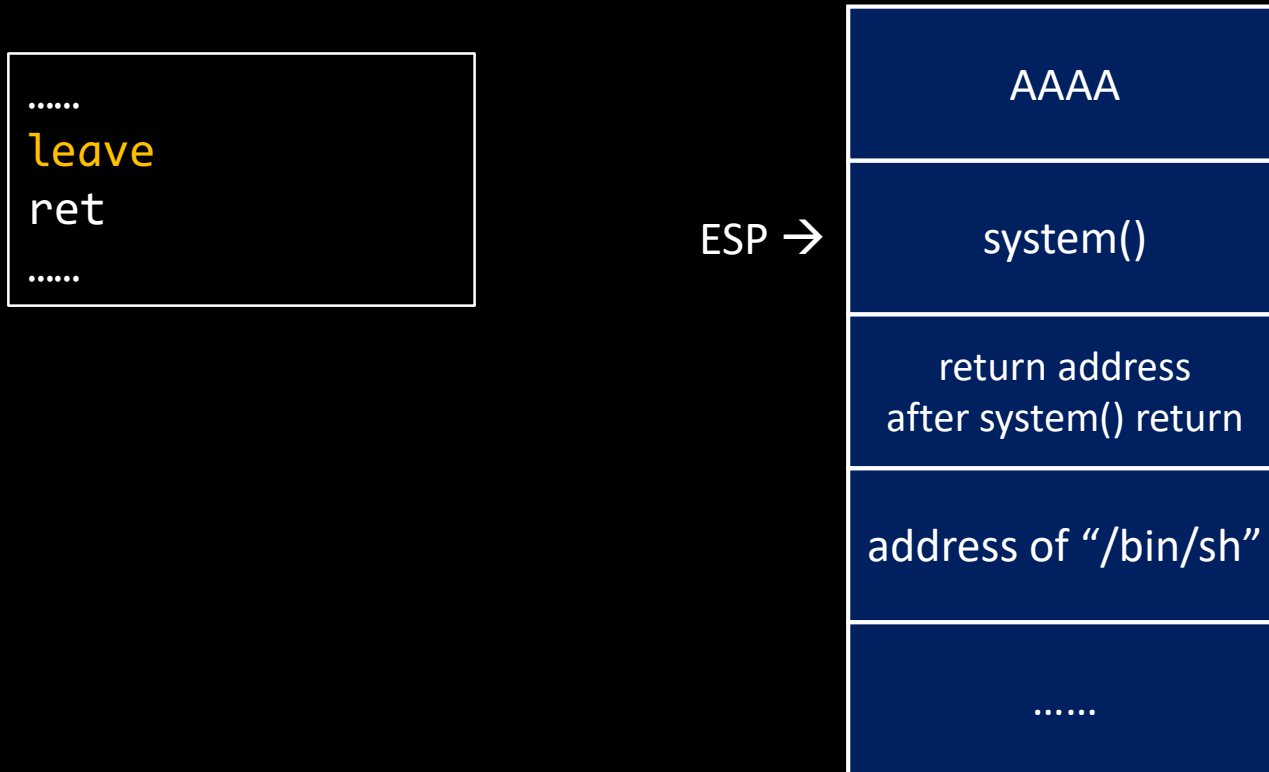 ……
leave
ret
……
ESP →
AAAA
system()
return address
after system() return
address of “/bin/sh”
……